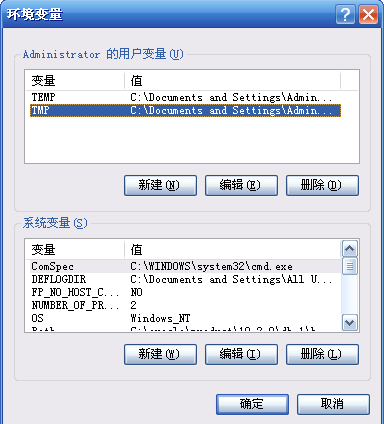 环境变量
Administrator 的用户变量(U)
变量 值
TEMP C:\Documents and Settings\Admin...
TMP C:\Documents and Settings\Admin...
新建(N) 编辑(E) 删除(D)
系统变量(S)
变量 值
ComSpec C:\WINDOWS\system32\cmd.exe
DEFLOGDIR C:\Documents and Settings\All U...
FP_NO_HOST_C... NO
NUMBER_OF_PR... 2
OS Windows_NT
新建(W) 编辑(I) 删除(L)
确定 取消